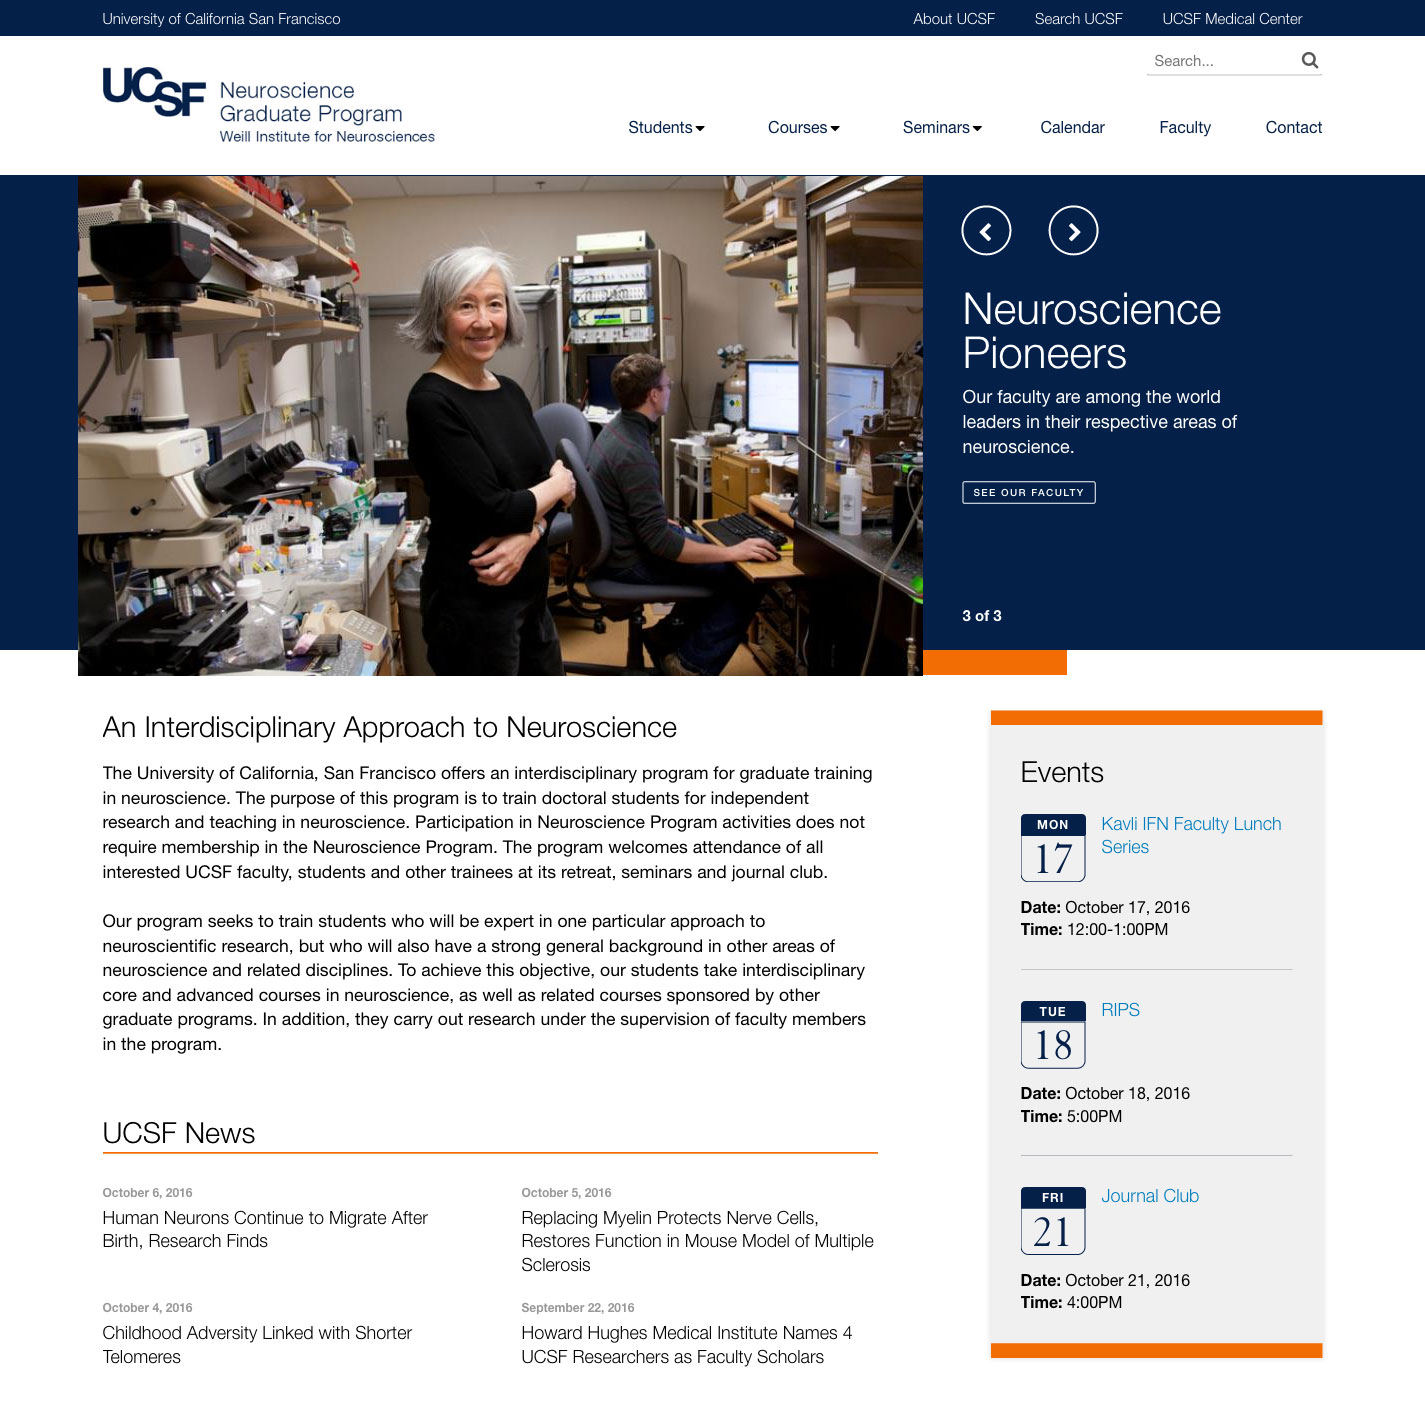 University of California San Francisco
About UCSF
Search UCSF
UCSF Medical Center
Search...
UCSF
Neuroscience
Graduate Program
Weill Institute for Neurosciences
Students
Courses
Seminars
Calendar
Faculty
Contact
Neuroscience
Pioneers
Our faculty are among the world
leaders in their respective areas of
neuroscience.
SEE OUR FACULTY
3 of 3
An Interdisciplinary Approach to Neuroscience
The University of California, San Francisco offers an interdisciplinary program for graduate training
in neuroscience. The purpose of this program is to train doctoral students for independent
research and teaching in neuroscience. Participation in Neuroscience Program activities does not
require membership in the Neuroscience Program. The program welcomes attendance of all
interested UCSF faculty, students and other trainees at its retreat, seminars and journal club.
Our program seeks to train students who will be expert in one particular approach to
neuroscientific research, but who will also have a strong general background in other areas of
neuroscience and related disciplines. To achieve this objective, our students take interdisciplinary
core and advanced courses in neuroscience, as well as related courses sponsored by other
graduate programs. In addition, they carry out research under the supervision of faculty members
in the program.
UCSF News
October 6, 2016
Human Neurons Continue to Migrate After
Birth, Research Finds
October 5, 2016
Replacing Myelin Protects Nerve Cells,
Restores Function in Mouse Model of Multiple
Sclerosis
October 4, 2016
Childhood Adversity Linked with Shorter
Telomeres
September 22, 2016
Howard Hughes Medical Institute Names 4
UCSF Researchers as Faculty Scholars
Events
MON
17
Kavli IFN Faculty Lunch
Series
Date: October 17, 2016
Time: 12:00-1:00PM
TUE
18
RIPS
Date: October 18, 2016
Time: 5:00PM
FRI
21
Journal Club
Date: October 21, 2016
Time: 4:00PM